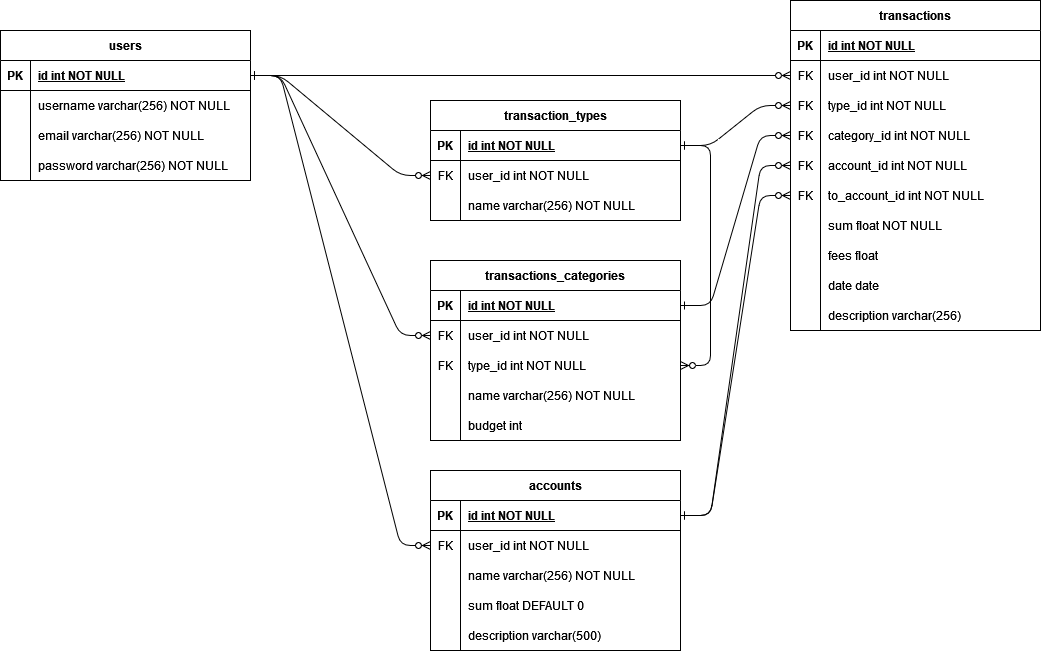 users
PK id int NOT NULL
username varchar(256) NOT NULL
email varchar(256) NOT NULL
password varchar(256) NOT NULL
transaction_types
PK id int NOT NULL
FK user_id int NOT NULL
name varchar(256) NOT NULL
transactions_categories
PK id int NOT NULL
FK user_id int NOT NULL
FK type_id int NOT NULL
name varchar(256) NOT NULL
budget int
accounts
PK id int NOT NULL
FK user_id int NOT NULL
name varchar(256) NOT NULL
sum float DEFAULT 0
description varchar(500)
transactions
PK id int NOT NULL
FK user_id int NOT NULL
FK type_id int NOT NULL
FK category_id int NOT NULL
FK account_id int NOT NULL
FK to_account_id int NOT NULL
sum float NOT NULL
fees float
date date
description varchar(256)